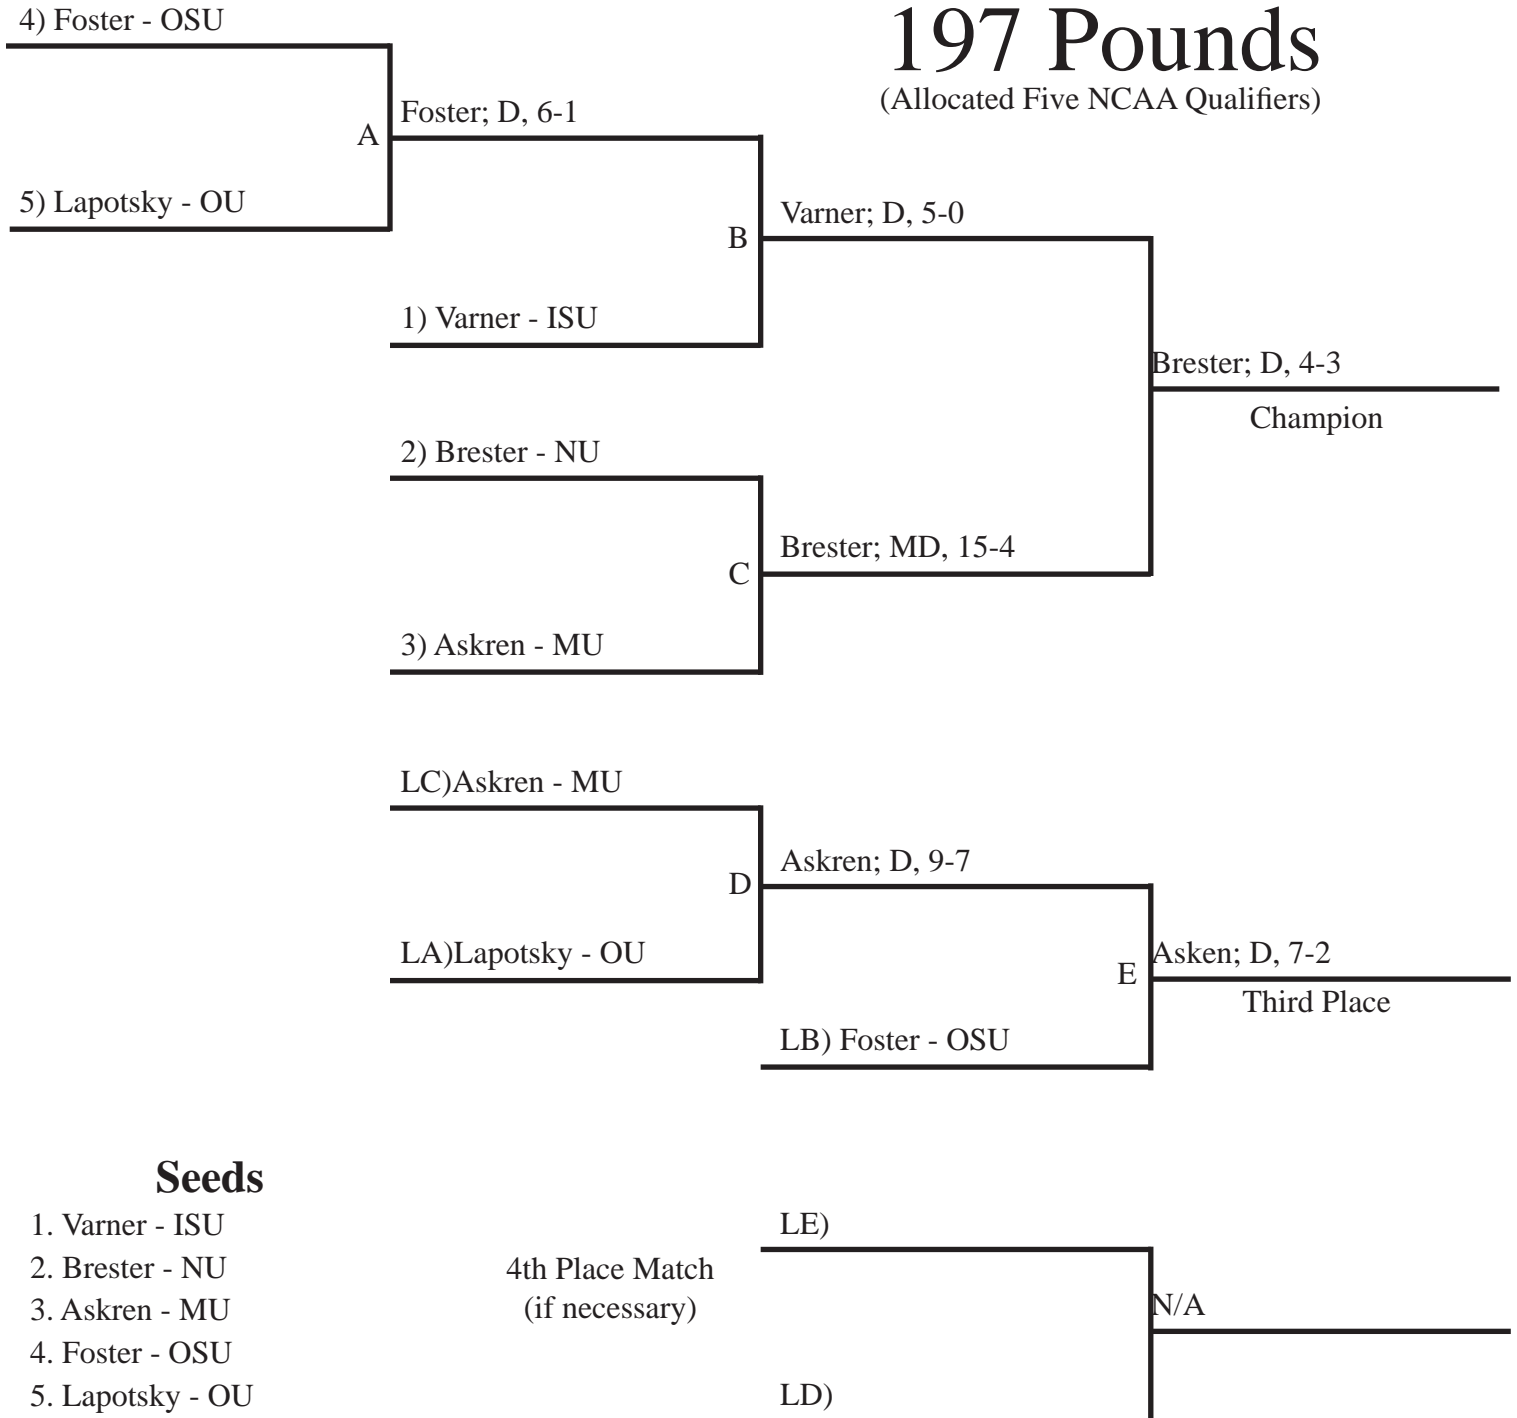 4) Foster - OSU
197 Pounds
(Allocated Five NCAA Qualifiers)
Foster; D, 6-1
A
5) Lapotsky - OU
Varner; D, 5-0
B
1) Varner - ISU
Brester; D, 4-3
Champion
2) Brester - NU
Brester; MD, 15-4
C
3) Askren - MU
LC)Askren - MU
Askren; D, 9-7
D
LA)Lapotsky - OU
Asken; D, 7-2
E
Third Place
LB) Foster - OSU
Seeds
1. Varner - ISU
2. Brester - NU
3. Askren - MU
4. Foster - OSU
5. Lapotsky - OU
LE)
4th Place Match
(if necessary)
N/A
LD)